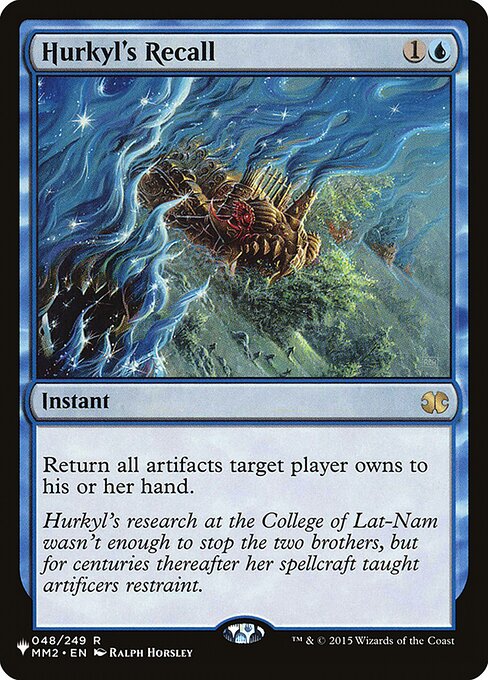 Hurkyl's Recall 1
Instant
Return all artifacts target player owns to
his or her hand.
Hurkyl's research at the College of Lat-Nam
wasn't enough to stop the two brothers, but
for centuries thereafter her spellcraft taught
artificers restraint.
048/249 R
MM2 • EN Ralph Horsley
™ & © 2015 Wizards of the Coast